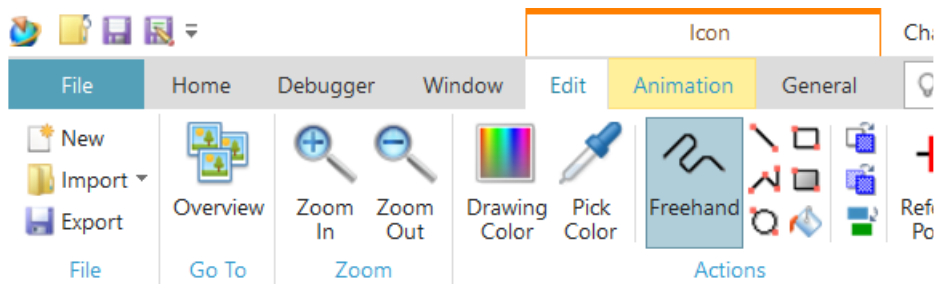 Icon
File Home Debugger Window Edit Animation General
New
Import
Export
Overview
Zoom In
Zoom Out
Drawing Color
Pick Color
Freehand
File Go To Zoom Actions